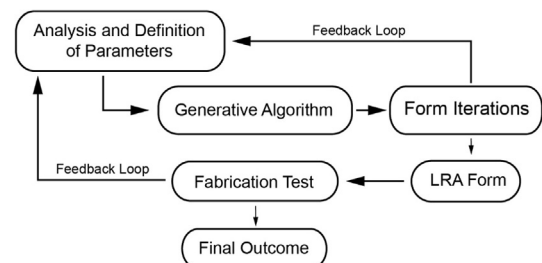 Analysis and Definition
of Parameters
Feedback Loop
Generative Algorithm
Form Iterations
Feedback Loop
Fabrication Test
LRA Form
Final Outcome